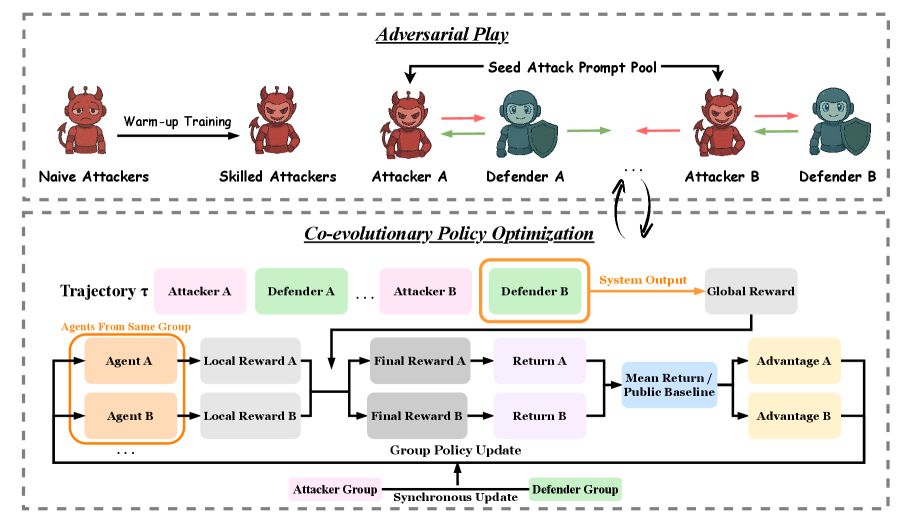 Adversarial Play
Seed Attack Prompt Pool
Warm-up Training
Naive Attackers
Skilled Attackers
Attacker A
Defender A
...
Attacker B
Defender B
Co-evolutionary Policy Optimization
Trajectory τ
Attacker A
Defender A
...
Attacker B
Defender B
System Output
Global Reward
Agents From Same Group
Agent A
Local Reward A
Final Reward A
Return A
Mean Return /
Public Baseline
Advantage A
Agent B
Local Reward B
Final Reward B
Return B
Advantage B
...
Group Policy Update
Attacker Group
Synchronous Update
Defender Group